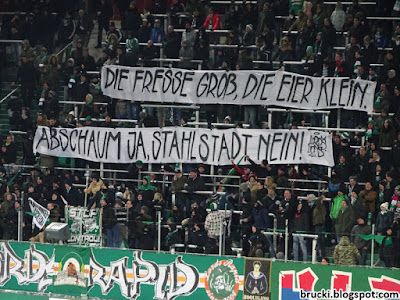 DIE FRESSE GROß, DIE EIER KLEIN.
ABSCHAUM JA, STAHLSTADT NEIN!
RAPID
brucki.blogspot.com